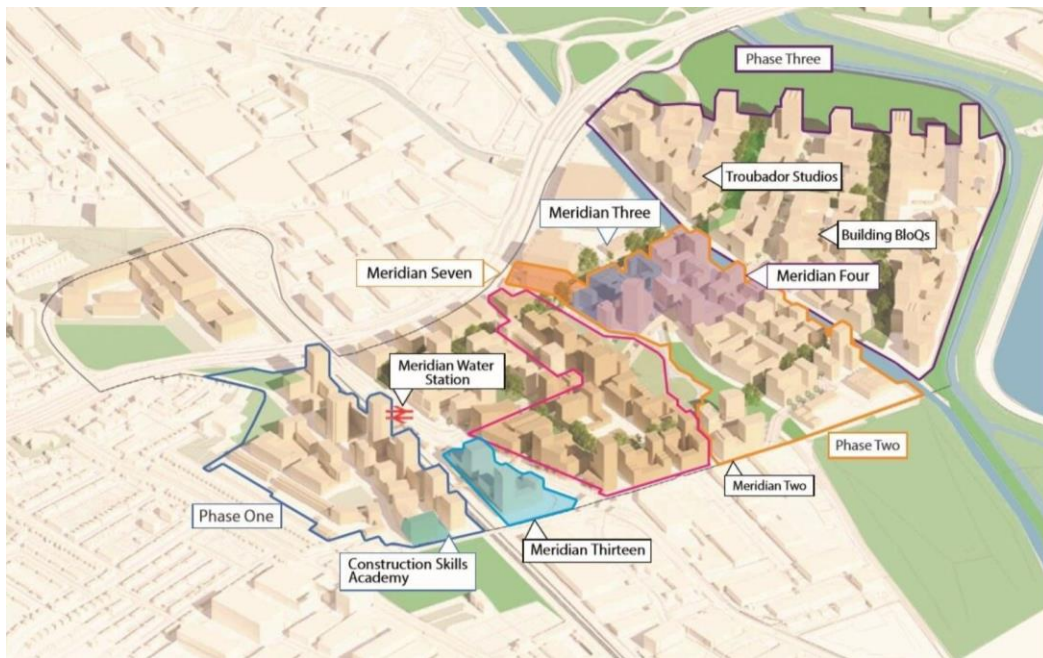 Phase Three
Troubador Studios
Meridian Three
Building BloQs
Meridian Seven
Meridian Four
Meridian Water
Station
Phase Two
Meridian Two
Phase One
Meridian Thirteen
Construction Skills
Academy